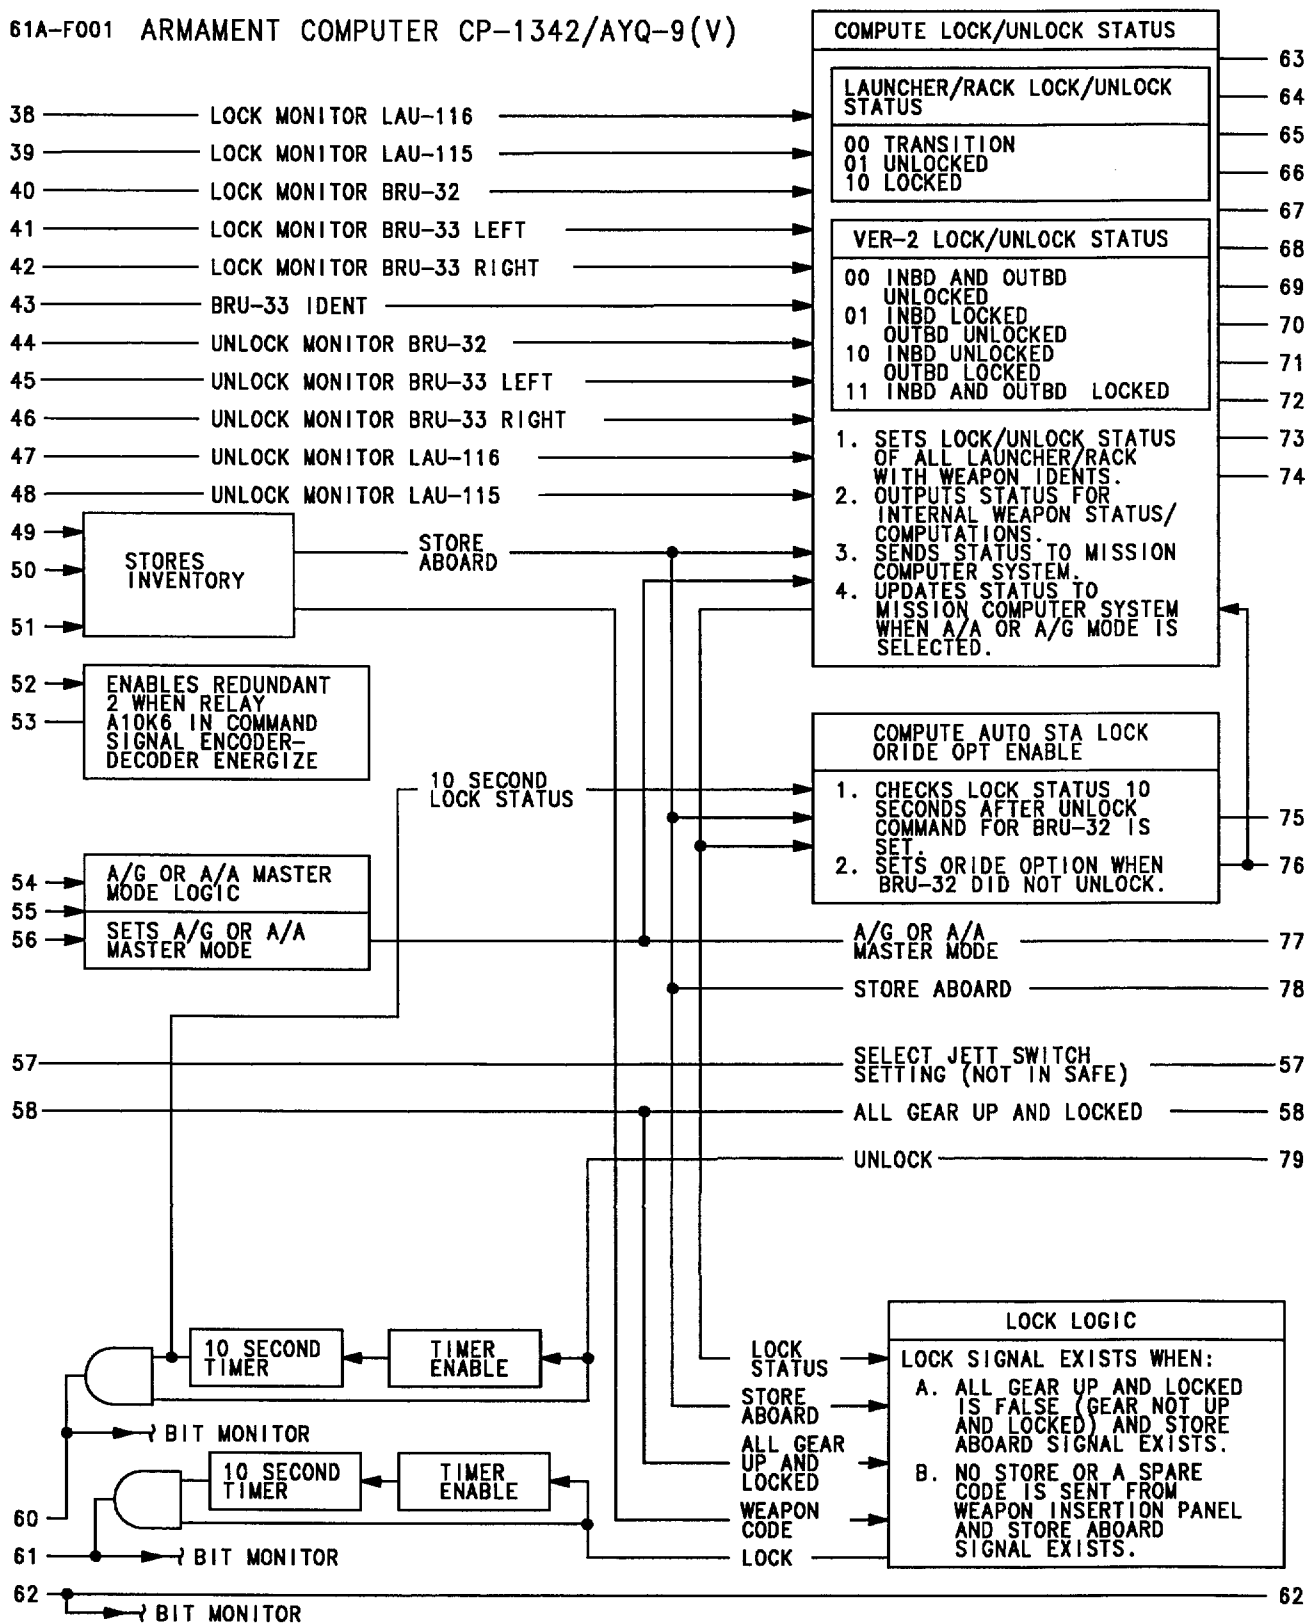 61A-F001 ARMAMENT COMPUTER CP-1342/AYQ-9(V)
38 LOCK MONITOR LAU-116
39 LOCK MONITOR LAU-115
40 LOCK MONITOR BRU-32
41 LOCK MONITOR BRU-33 LEFT
42 LOCK MONITOR BRU-33 RIGHT
43 BRU-33 IDENT
44 UNLOCK MONITOR BRU-32
45 UNLOCK MONITOR BRU-33 LEFT
46 UNLOCK MONITOR BRU-33 RIGHT
47 UNLOCK MONITOR LAU-116
48 UNLOCK MONITOR LAU-115
COMPUTE LOCK/UNLOCK STATUS
LAUNCHER/RACK LOCK/UNLOCK
STATUS
00 TRANSITION
01 UNLOCKED
10 LOCKED
VER-2 LOCK/UNLOCK STATUS
00 INBD AND OUTBD
UNLOCKED
01 INBD LOCKED
OUTBD UNLOCKED
10 INBD UNLOCKED
OUTBD LOCKED
11 INBD AND OUTBD LOCKED
1. SETS LOCK/UNLOCK STATUS
OF ALL LAUNCHER/RACK
WITH WEAPON IDENTS.
2. OUTPUTS STATUS FOR
INTERNAL WEAPON STATUS/
COMPUTATIONS.
3. SENDS STATUS TO MISSION
COMPUTER SYSTEM.
4. UPDATES STATUS TO
MISSION COMPUTER SYSTEM
WHEN A/A OR A/G MODE IS
SELECTED.
63
64
65
66
67
68
69
70
71
72
73
74
49
50
51
STORES
INVENTORY
STORE
ABOARD
52
53
ENABLES REDUNDANT
2 WHEN RELAY
A10K6 IN COMMAND
SIGNAL ENCODER-
DECODER ENERGIZE
10 SECOND
LOCK STATUS
COMPUTE AUTO STA LOCK
ORIDE OPT ENABLE
1. CHECKS LOCK STATUS 10
SECONDS AFTER UNLOCK
COMMAND FOR BRU-32 IS
SET.
2. SETS ORIDE OPTION WHEN
BRU-32 DID NOT UNLOCK.
75
76
54
55
56
A/G OR A/A MASTER
MODE LOGIC
SETS A/G OR A/A
MASTER MODE
A/G OR A/A
MASTER MODE
77
STORE ABOARD 78
57
SELECT JETT SWITCH
SETTING (NOT IN SAFE)
57
58 ALL GEAR UP AND LOCKED 58
UNLOCK 79
10 SECOND
TIMER
TIMER
ENABLE
BIT MONITOR
10 SECOND
TIMER
TIMER
ENABLE
60
61 BIT MONITOR
LOCK
STATUS
STORE
ABOARD
ALL GEAR
UP AND
LOCKED
WEAPON
CODE
LOCK
LOCK LOGIC
LOCK SIGNAL EXISTS WHEN:
A. ALL GEAR UP AND LOCKED
IS FALSE (GEAR NOT UP
AND LOCKED) AND STORE
ABOARD SIGNAL EXISTS.
B. NO STORE OR A SPARE
CODE IS SENT FROM
WEAPON INSERTION PANEL
AND STORE ABOARD
SIGNAL EXISTS.
62 62
BIT MONITOR